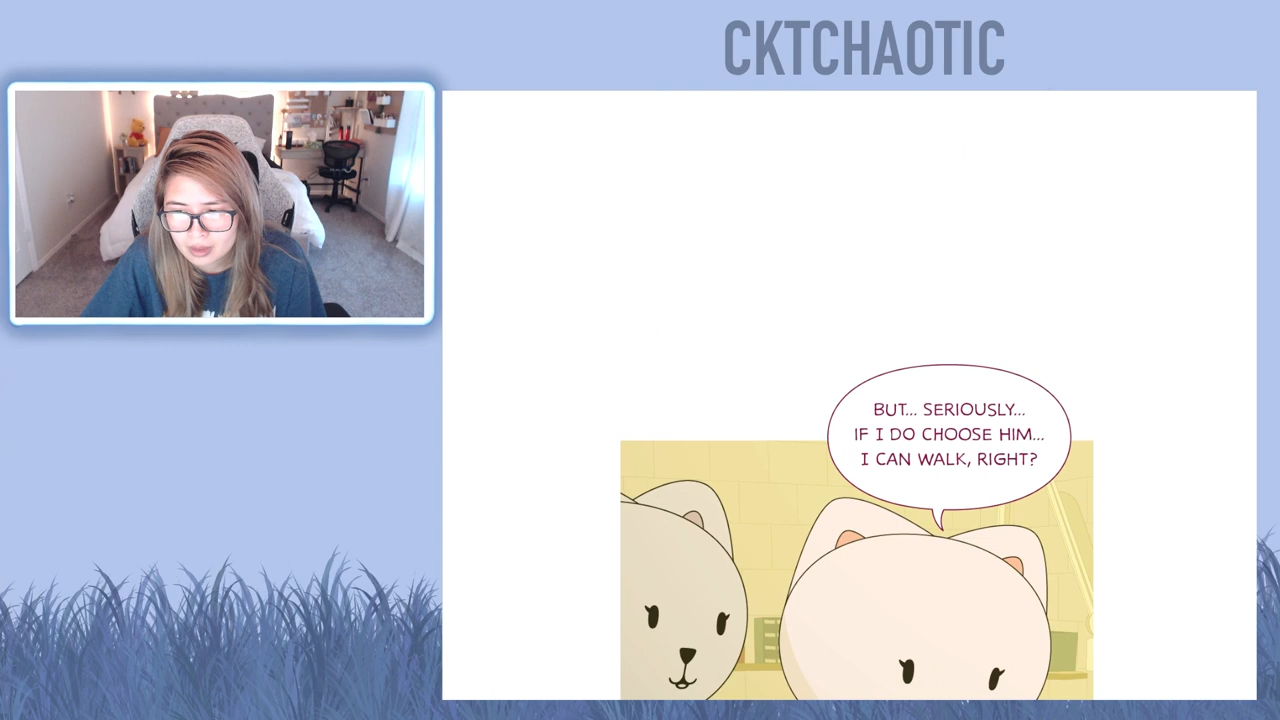 CKTCHAOTIC
BUT... SERIOUSLY...
IF I DO CHOOSE HIM...
I CAN WALK, RIGHT?